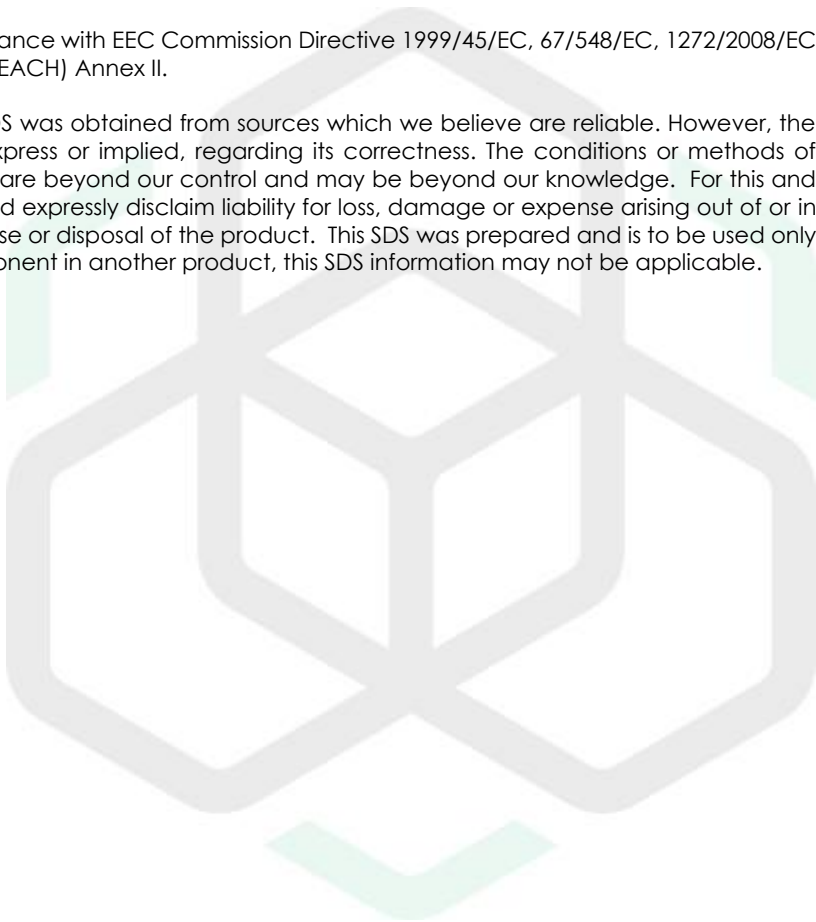 ance with EEC Commission Directive 1999/45/EC, 67/548/EC, 1272/2008/EC
EACH) Annex II.
S was obtained from sources which we believe are reliable. However, the
xpress or implied, regarding its correctness. The conditions or methods of
are beyond our control and may be beyond our knowledge. For this and
d expressly disclaim liability for loss, damage or expense arising out of or in
se or disposal of the product. This SDS was prepared and is to be used only
onent in another product, this SDS information may not be applicable.